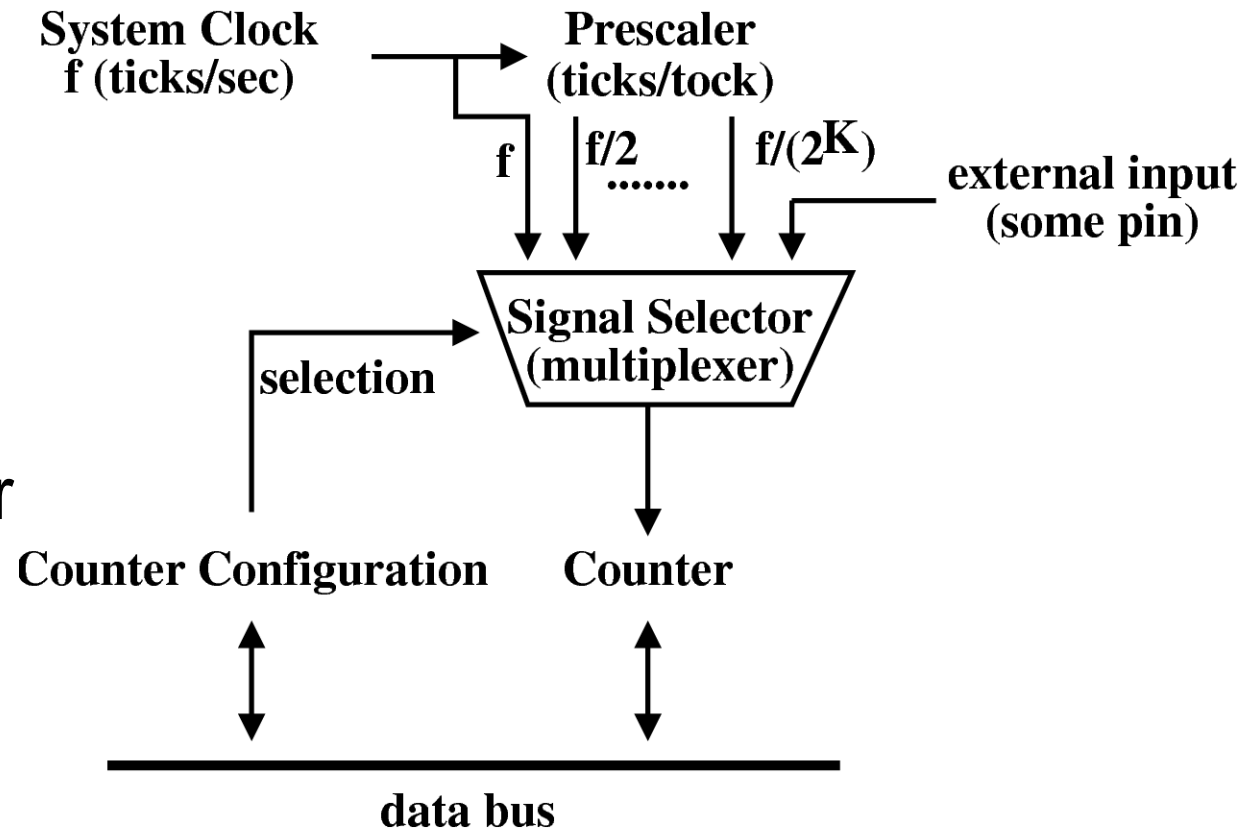 System Clock
f (ticks/sec)
Prescaler
(ticks/tock)
f
f/2
.......
f/(2^K)
external input
(some pin)
Signal Selector
(multiplexer)
selection
r
Counter Configuration
Counter
data bus